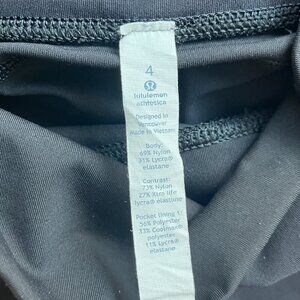 4
lululemon
athletica
Designed in
Vancouver
Made in Vietnam
Body:
69% Nylon
31% Lycra®
elastane
Contrast:
73% Nylon
27% Xtra life
lycra® elastane
Pocket lining 1:
56% Polyester
33% Coolmax®
polyester
11% Lycra®
elastane